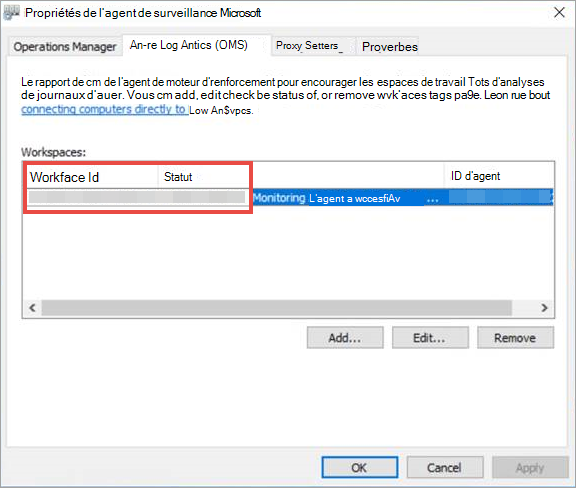 Propriétés de l'agent de surveillance Microsoft
Operations Manager An-re Log Antics (OMS) Proxy Setters_ Proverbes
Le rapport de cm de l'agent de moteur d'renforcement pour encourager les espaces de travail Tots d'analyses
de journaux d'auer. Vous cm add, edit check be status of, or remove wvk'aces tags pa9e. Leon rue bout
connecting computers directly to Low An$vpcs.
Workspaces:
Workface Id Statut ID d'agent
Monitoring L'agent a wccesfiAv ...
Add... Edit... Remove
OK Cancel Apply